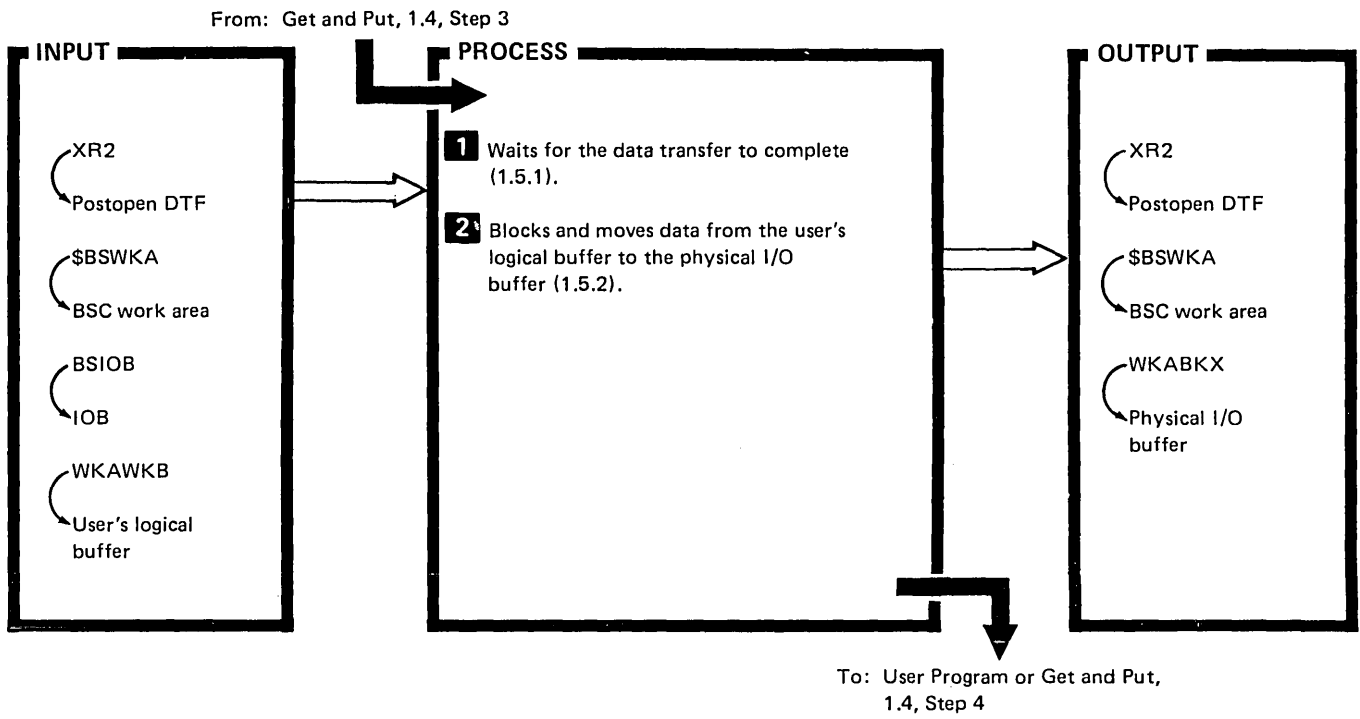 From: Get and Put, 1.4, Step 3
INPUT
XR2
Postopen DTF
$BSWKA
BSC work area
BSIOB
IOB
WKAWKB
User's logical
buffer
PROCESS
1 Waits for the data transfer to complete
(1.5.1).
2 Blocks and moves data from the user's
logical buffer to the physical I/O
buffer (1.5.2).
OUTPUT
XR2
Postopen DTF
$BSWKA
BSC work area
WKABKX
Physical I/O
buffer
To: User Program or Get and Put,
1.4, Step 4